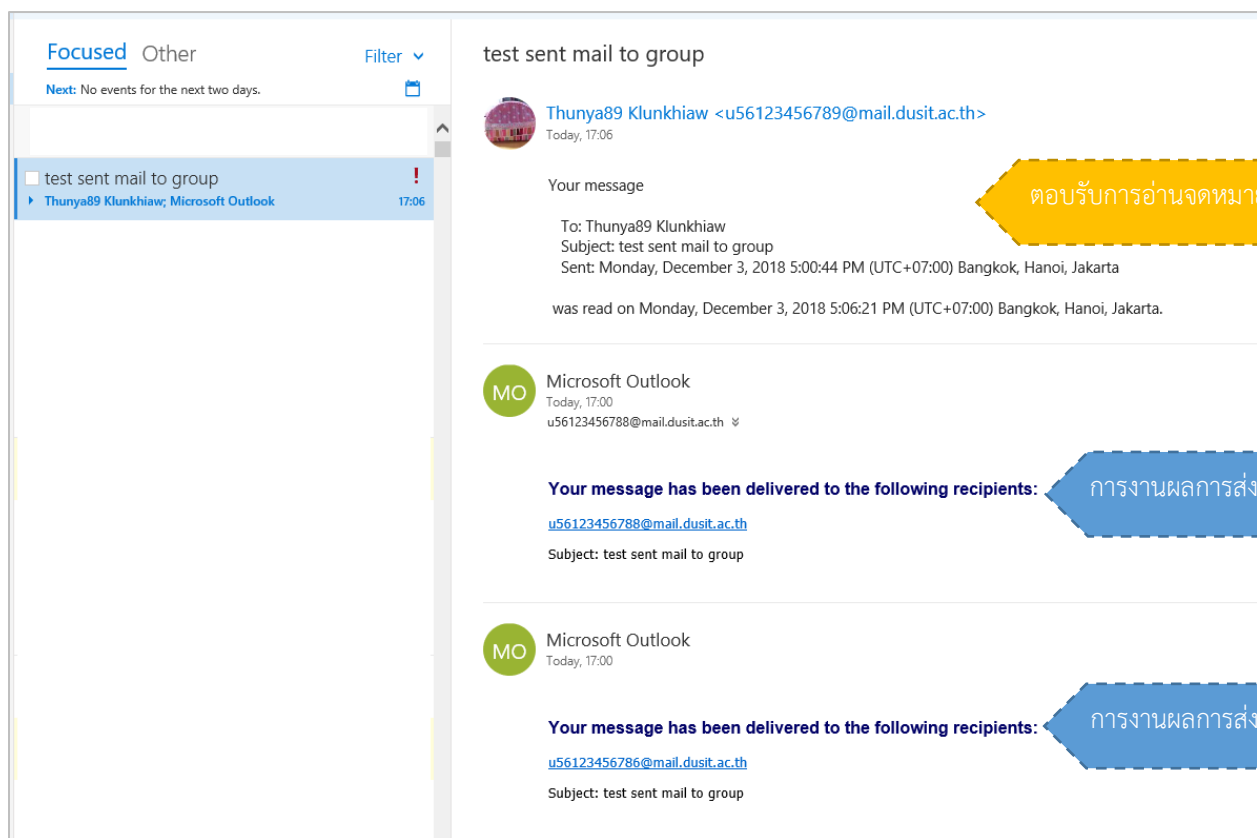 Focused Other Filter
Next: No events for the next two days.
test sent mail to group !
Thunya89 Klunkhiaw; Microsoft Outlook 17:06
test sent mail to group
Thunya89 Klunkhiaw <u56123456789@mail.dusit.ac.th>
Today, 17:06
Your message
ตอบรับการอ่านจดหมาย
To: Thunya89 Klunkhiaw
Subject: test sent mail to group
Sent: Monday, December 3, 2018 5:00:44 PM (UTC+07:00) Bangkok, Hanoi, Jakarta
was read on Monday, December 3, 2018 5:06:21 PM (UTC+07:00) Bangkok, Hanoi, Jakarta.
MO
Microsoft Outlook
Today, 17:00
u56123456788@mail.dusit.ac.th
Your message has been delivered to the following recipients:
การงานผลการส่ง
u56123456788@mail.dusit.ac.th
Subject: test sent mail to group
MO
Microsoft Outlook
Today, 17:00
Your message has been delivered to the following recipients:
การงานผลการส่ง
u56123456786@mail.dusit.ac.th
Subject: test sent mail to group